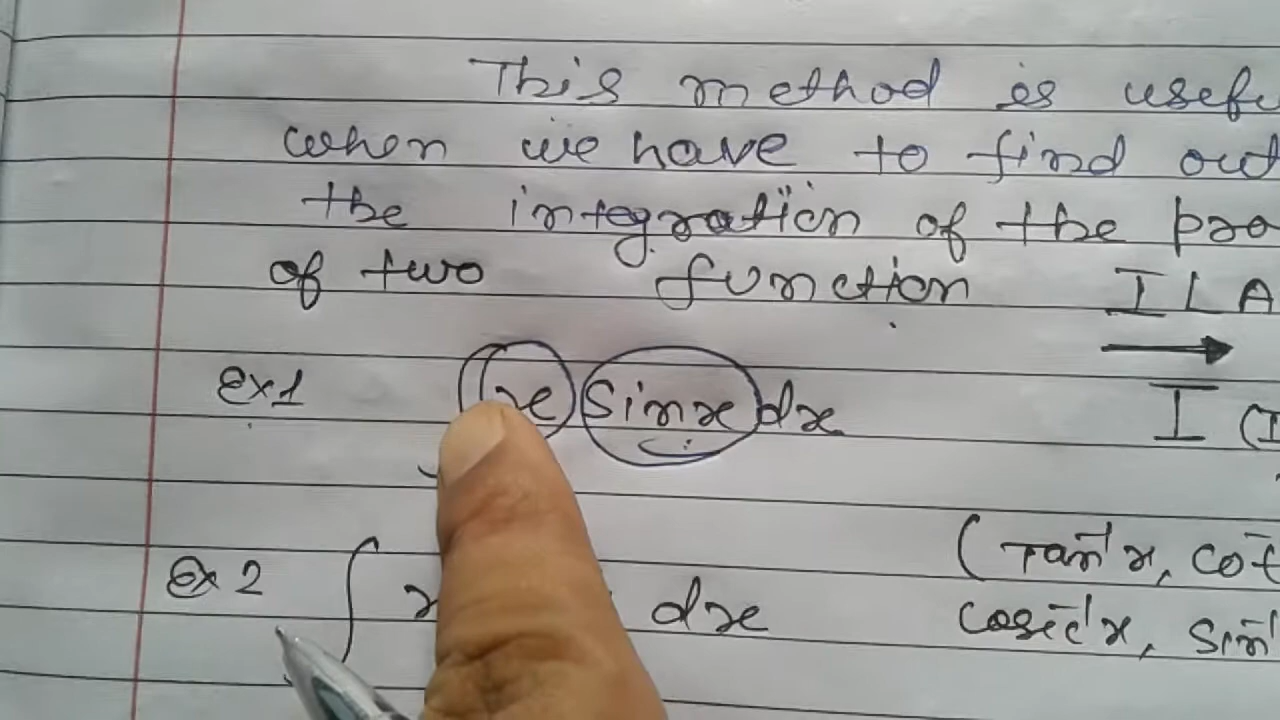 This method is usefu
when we have to find out
the integration of the pro
of two function I L A
Ex1 ∫ x sinx dx
I (I
Ex 2 ∫ x dx
(Tan⁻¹x, cot
cosec⁻¹x, sin⁻¹